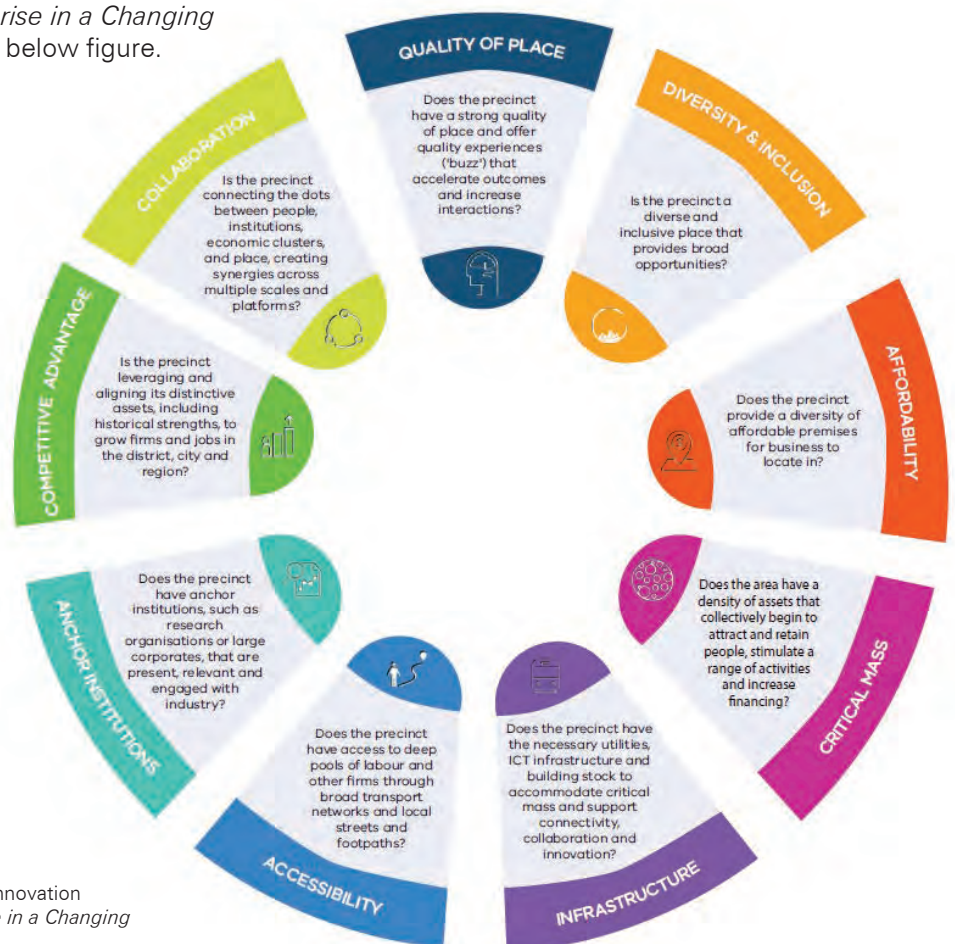 rise in a Changing
below figure.
QUALITY OF PLACE
Does the precinct
have a strong quality
of place and offer
quality experiences
('buzz') that
accelerate outcomes
and increase
interactions?
DIVERSITY & INCLUSION
Is the precinct a
diverse and
inclusive place that
provides broad
opportunities?
AFFORDABILITY
Does the precinct
provide a diversity of
affordable premises
for business to
locate in?
CRITICAL MASS
Does the area have a
density of assets that
collectively begin to
attract and retain
people, stimulate a
range of activities
and increase
financing?
INFRASTRUCTURE
Does the precinct have
the necessary utilities,
ICT infrastructure and
building stock to
accommodate critical
mass and support
connectivity,
collaboration and
innovation?
ACCESSIBILITY
Does the precinct
have access to deep
pools of labour and
other firms through
broad transport
networks and local
streets and
footpaths?
ANCHOR INSTITUTIONS
Does the precinct
have anchor
institutions, such as
research
organisations or large
corporates, that are
present, relevant and
engaged with
industry?
COMPETITIVE ADVANTAGE
Is the precinct
leveraging and
aligning its distinctive
assets, including
historical strengths, to
grow firms and jobs in
the district, city and
region?
COLLABORATION
Is the precinct
connecting the dots
between people,
institutions,
economic clusters,
and place, creating
synergies across
multiple scales and
platforms?
nnovation
in a Changing